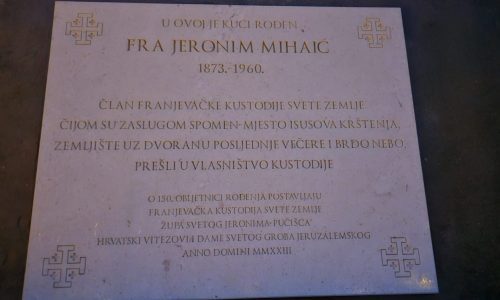 U OVOJ JE KUĆI ROĐEN
FRA JERONIM MIHAIĆ
1873.-1960.
ČLAN FRANJEVAČKE KUSTODIJE SVETE ZEMLJE
ČIJOM SU ZASLUGOM SPOMEN-MJESTO ISUSOVA KRŠTENJA,
ZEMLJIŠTE UZ DVORANU POSLJEDNJE VEČERE I BRDO NEBO,
PREŠLI U VLASNIŠTVO KUSTODIJE
O 150. OBLJETNICI ROĐENJA POSTAVLJAJU
FRANJEVAČKA KUSTODIJA SVETE ZEMLJE
ŽUPA SVETOG JERONIMA-PUČIŠĆA
HRVATSKI VITEZOVI I DAME SVETOG GROBA JERUZALEMSKOG
ANNO DOMINI MMXXIII